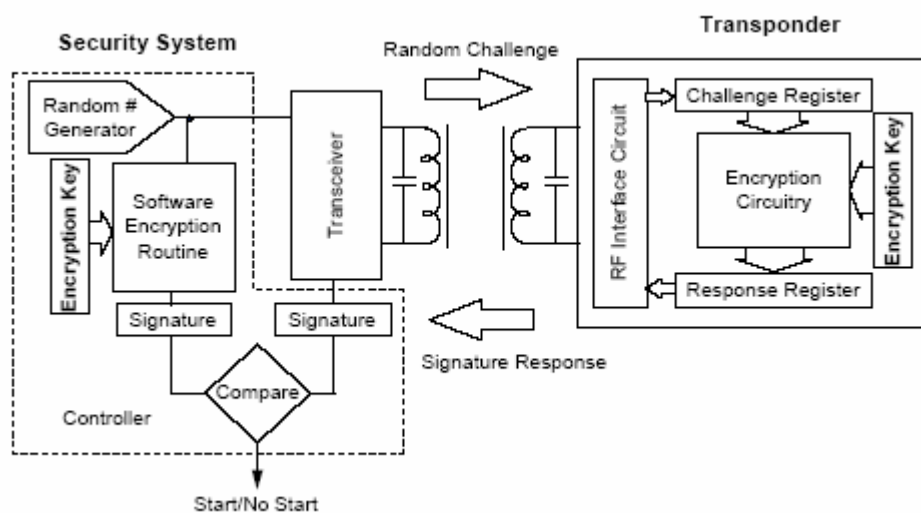 Security System
Random Challenge
Transponder
Random #
Generator
Encryption Key
Software
Encryption
Routine
Transceiver
RF Interface Circuit
Challenge Register
Encryption
Circuitry
Encryption Key
Response Register
Signature
Signature
Signature Response
Compare
Controller
Start/No Start